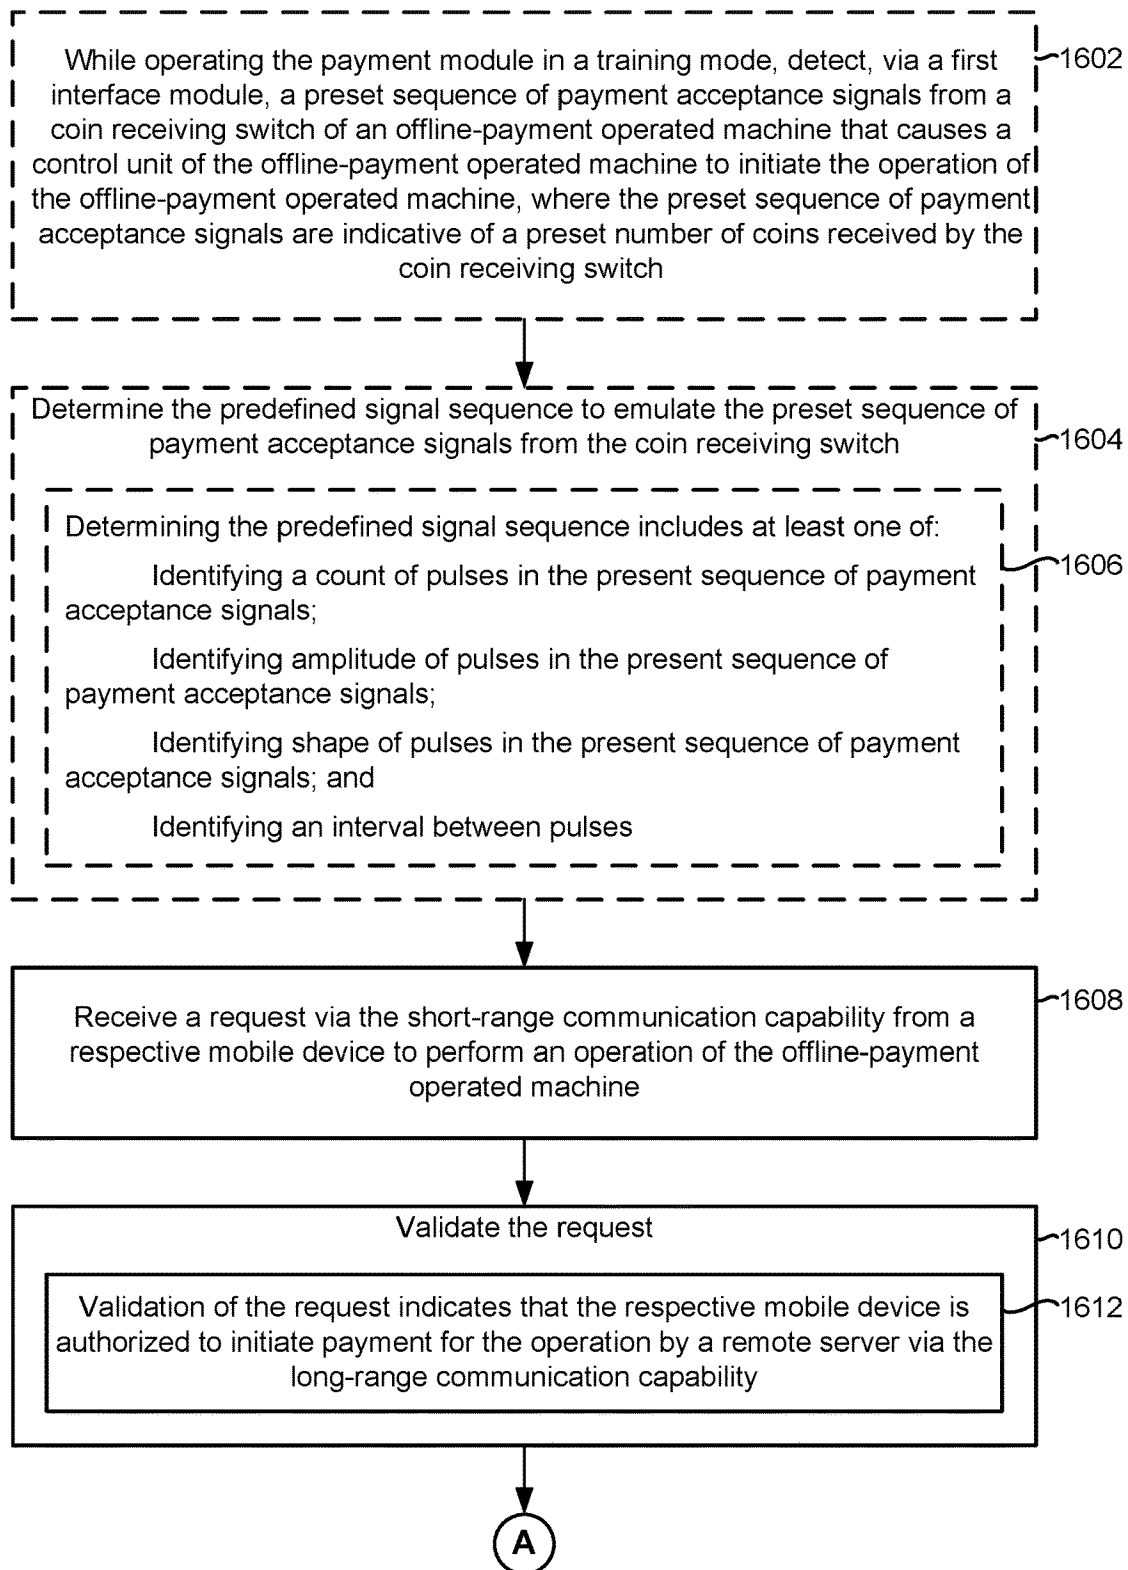 While operating the payment module in a training mode, detect, via a first
interface module, a preset sequence of payment acceptance signals from a
coin receiving switch of an offline-payment operated machine that causes a
control unit of the offline-payment operated machine to initiate the operation of
the offline-payment operated machine, where the preset sequence of payment
acceptance signals are indicative of a preset number of coins received by the
coin receiving switch
1602
Determine the predefined signal sequence to emulate the preset sequence of
payment acceptance signals from the coin receiving switch
1604
Determining the predefined signal sequence includes at least one of:
Identifying a count of pulses in the present sequence of payment
acceptance signals;
Identifying amplitude of pulses in the present sequence of
payment acceptance signals;
Identifying shape of pulses in the present sequence of payment
acceptance signals; and
Identifying an interval between pulses
1606
Receive a request via the short-range communication capability from a
respective mobile device to perform an operation of the offline-payment
operated machine
1608
Validate the request
1610
Validation of the request indicates that the respective mobile device is
authorized to initiate payment for the operation by a remote server via the
long-range communication capability
1612
A